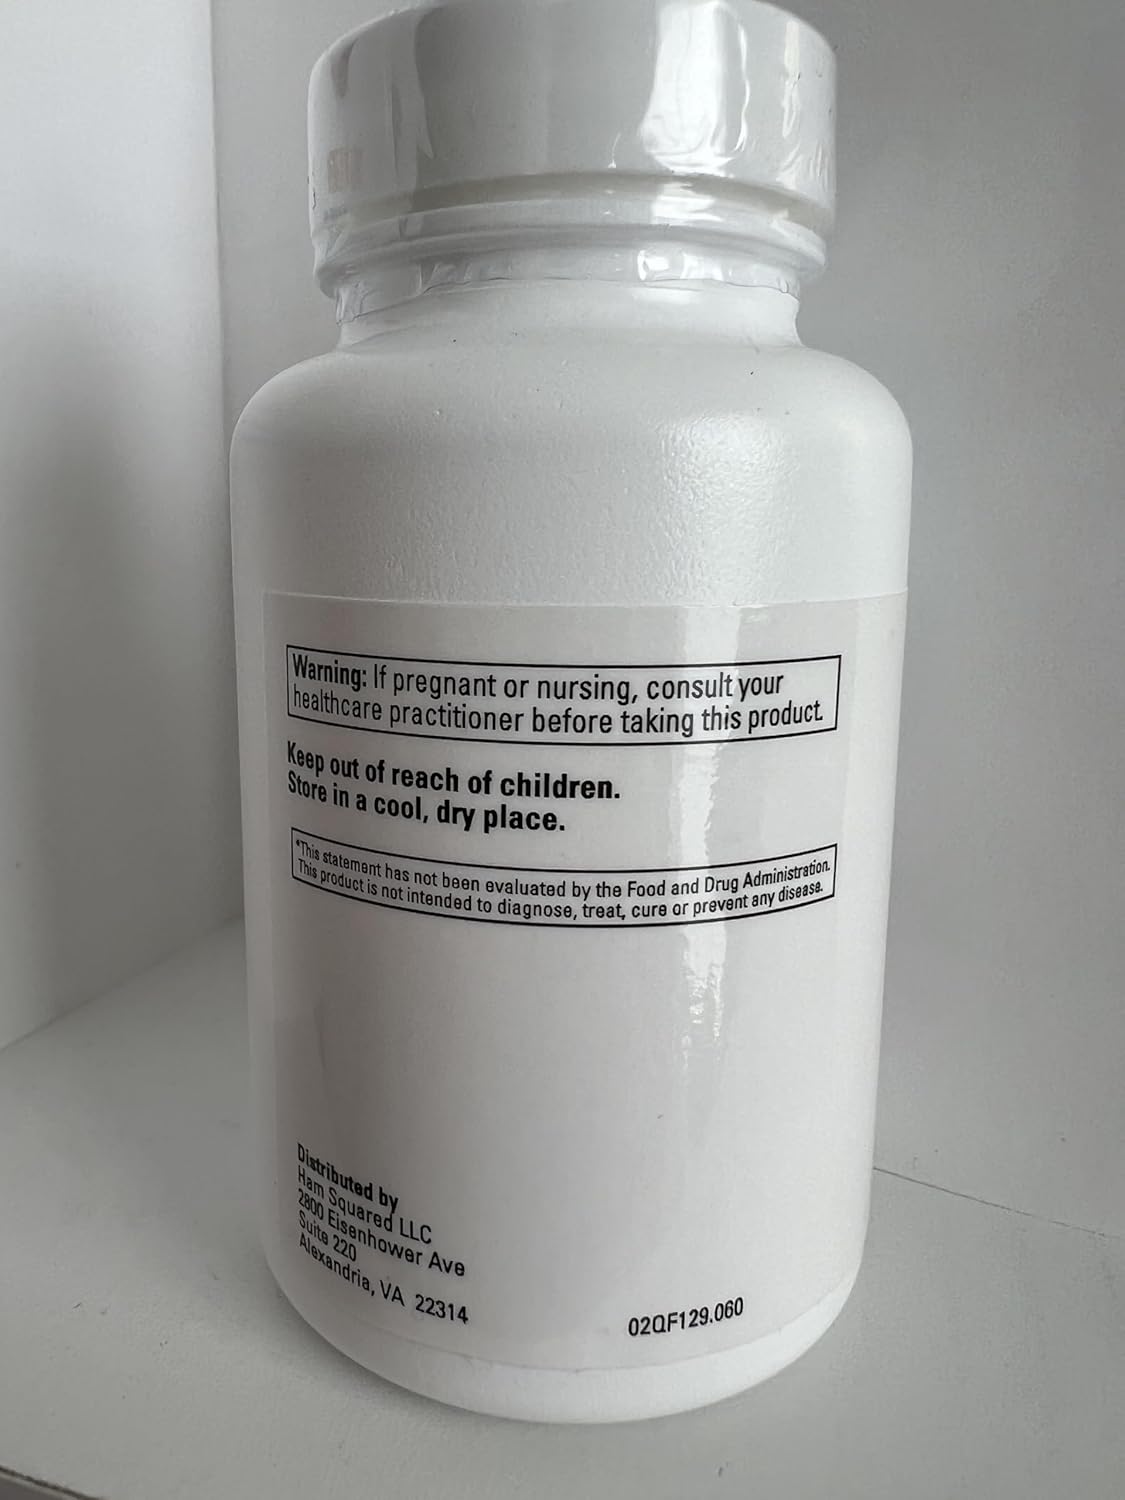 Warning: If pregnant or nursing, consult your
healthcare practitioner before taking this product.
Keep out of reach of children.
Store in a cool, dry place.
*This statement has not been evaluated by the Food and Drug Administration.
This product is not intended to diagnose, treat, cure or prevent any disease.
Distributed by
Ham Squared LLC
2800 Eisenhower Ave
Suite 220
Alexandria, VA 22314
02QF129.060